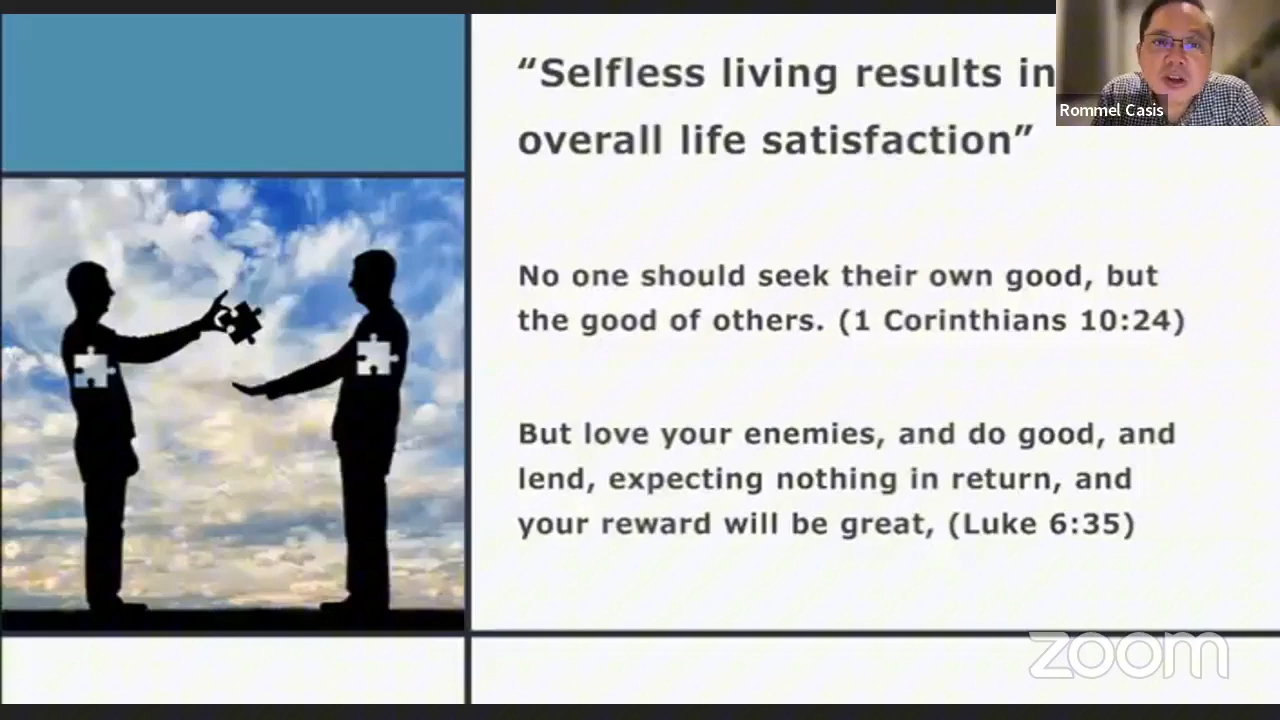 “Selfless living results in
overall life satisfaction”
No one should seek their own good, but
the good of others. (1 Corinthians 10:24)
But love your enemies, and do good, and
lend, expecting nothing in return, and
your reward will be great, (Luke 6:35)
Rommel Casis
zoom